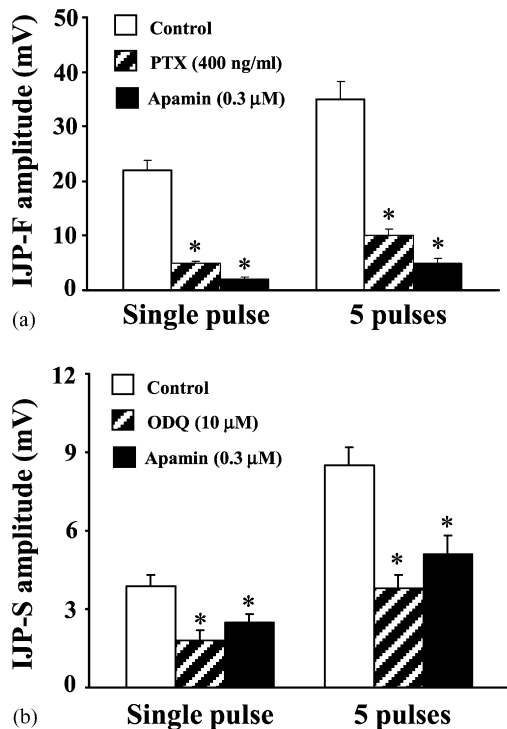 50
40
30
20
10
0
IJP-F amplitude (mV)
Control
PTX (400 ng/ml)
Apamin (0.3 μM)
*
*
*
*
Single pulse
5 pulses
(a)
12
9
6
3
0
IJP-S amplitude (mV)
Control
ODQ (10 μM)
Apamin (0.3 μM)
*
*
*
*
Single pulse
5 pulses
(b)